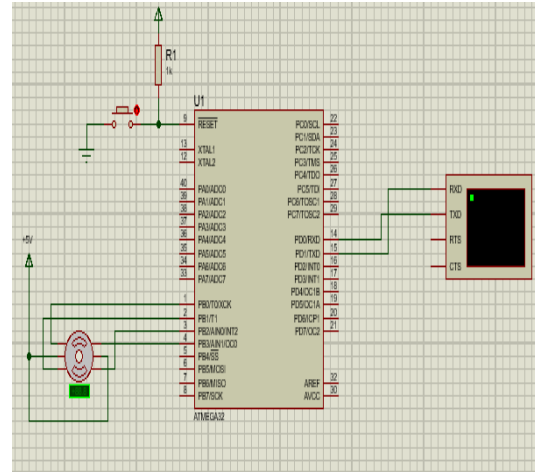 R1
1k
U1
9 RESET
13 XTAL1
12 XTAL2
40 PA0/ADC0
39 PA1/ADC1
38 PA2/ADC2
37 PA3/ADC3
36 PA4/ADC4
35 PA5/ADC5
34 PA6/ADC6
33 PA7/ADC7
1 PB0/T0/XCK
2 PB1/T1
3 PB2/AIN0/INT2
4 PB3/AIN1/OC0
5 PB4/SS
6 PB5/MOSI
7 PB6/MISO
8 PB7/SCK
PC0/SCL 22
PC1/SDA 23
PC2/TCK 24
PC3/TMS 25
PC4/TDO 26
PC5/TDI 27
PC6/TOSC1 28
PC7/TOSC2 29
PD0/RXD 14
PD1/TXD 15
PD2/INT0 16
PD3/INT1 17
PD4/OC1B 18
PD5/OC1A 19
PD6/ICP1 20
PD7/OC2 21
AREF 32
AVCC 30
ATMEGA32
RXD
TXD
RTS
CTS
+5V